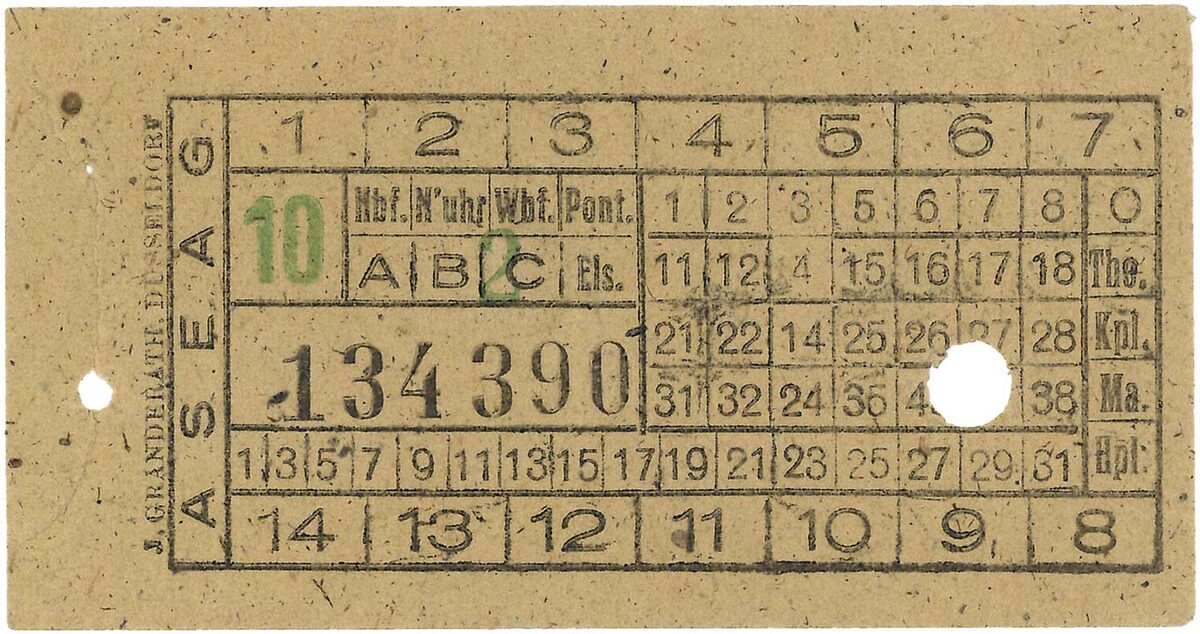 J. GRANDERATH, DÜSSELDORF
ASEAG
1 2 3 4 5 6 7
10
Hbf. N'uhr Wbf. Pont.
A B C Els.
2
134390
1 2 3 5 6 7 8 0
11 12 4 15 16 17 18 The.
21 22 14 25 26 27 28 Kpl.
31 32 24 36 38 Ma.
1 3 5 7 9 11 13 15 17 19 21 23 25 27 29 31 Hpl.
14 13 12 11 10 9 8